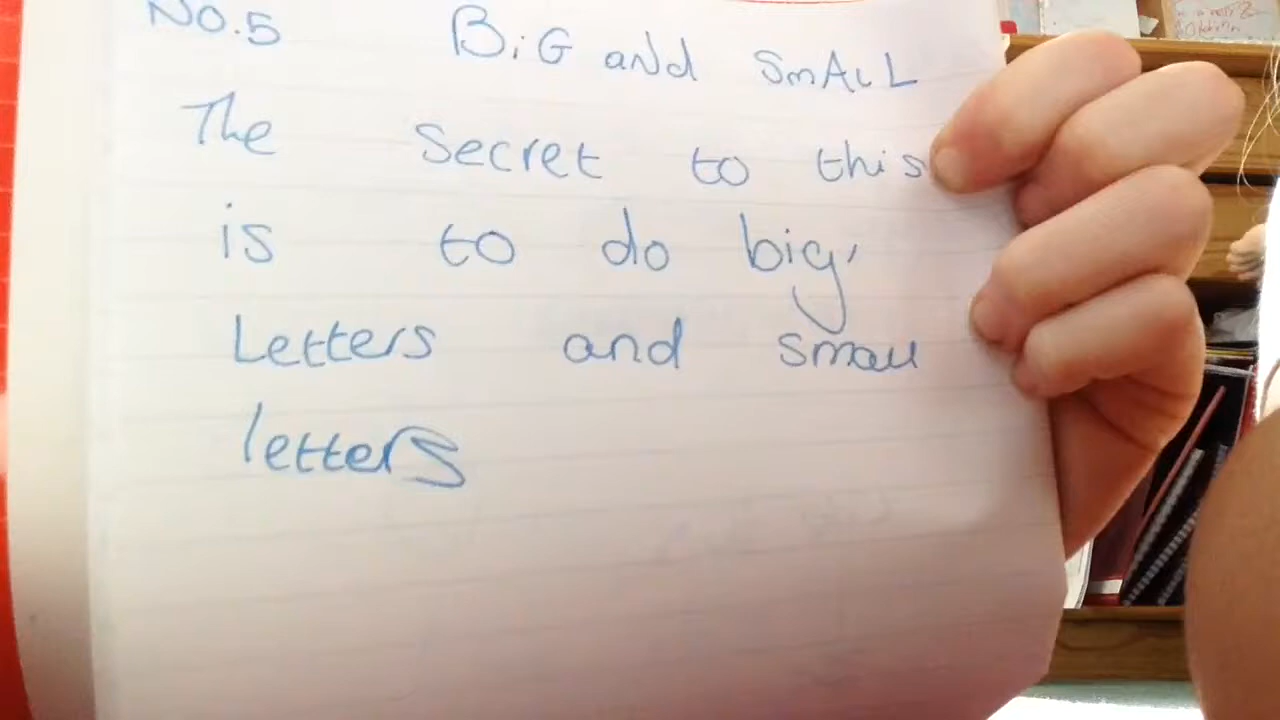 No.5 BiG aNd SmALL
The Secret to this
is to do big,
Letters and small
letters